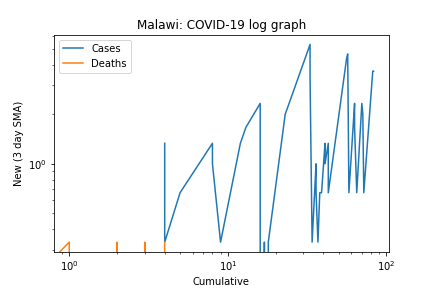 Malawi: COVID-19 log graph
Cases
Deaths
New (3 day SMA)
10⁰
10⁰
10¹
10²
Cumulative